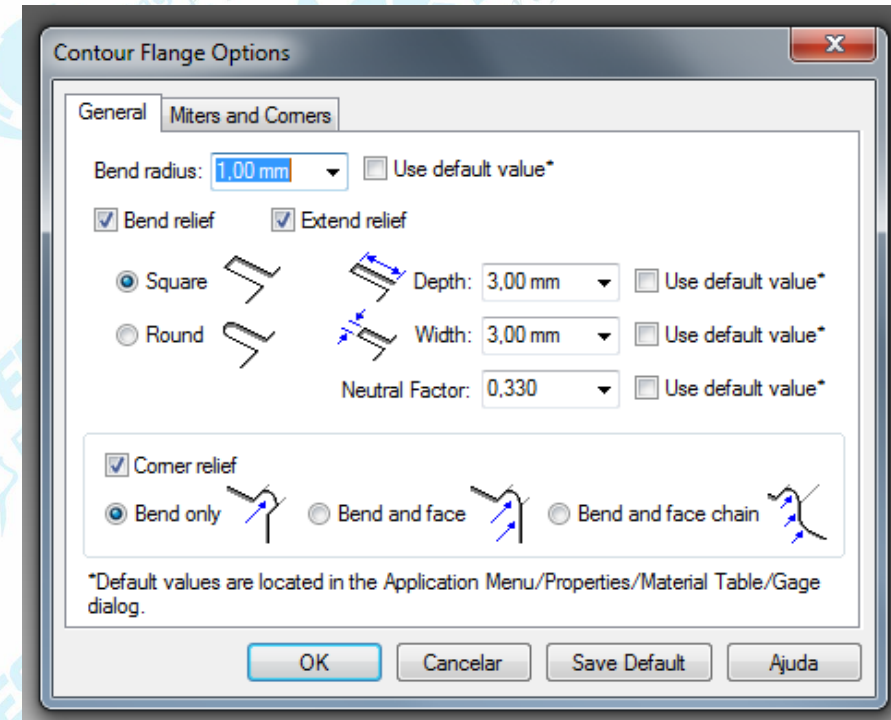 Contour Flange Options
General Miters and Corners
Bend radius: 1,00 mm Use default value*
Bend relief Extend relief
Square Depth: 3,00 mm Use default value*
Round Width: 3,00 mm Use default value*
Neutral Factor: 0,330 Use default value*
Corner relief
Bend only Bend and face Bend and face chain
*Default values are located in the Application Menu/Properties/Material Table/Gage
dialog.
OK Cancelar Save Default Ajuda